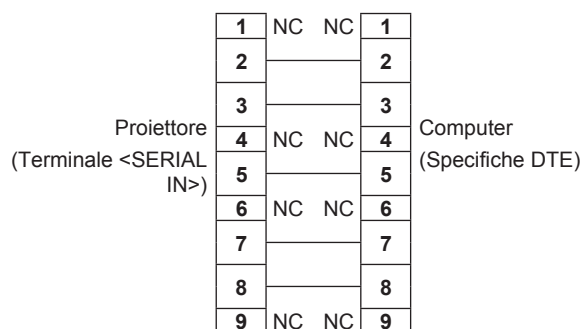 1 NC NC 1
2 2
3 3
Proiettore
(Terminale <SERIAL
IN>)
4 NC NC 4
Computer
(Specifiche DTE)
5 5
6 NC NC 6
7 7
8 8
9 NC NC 9